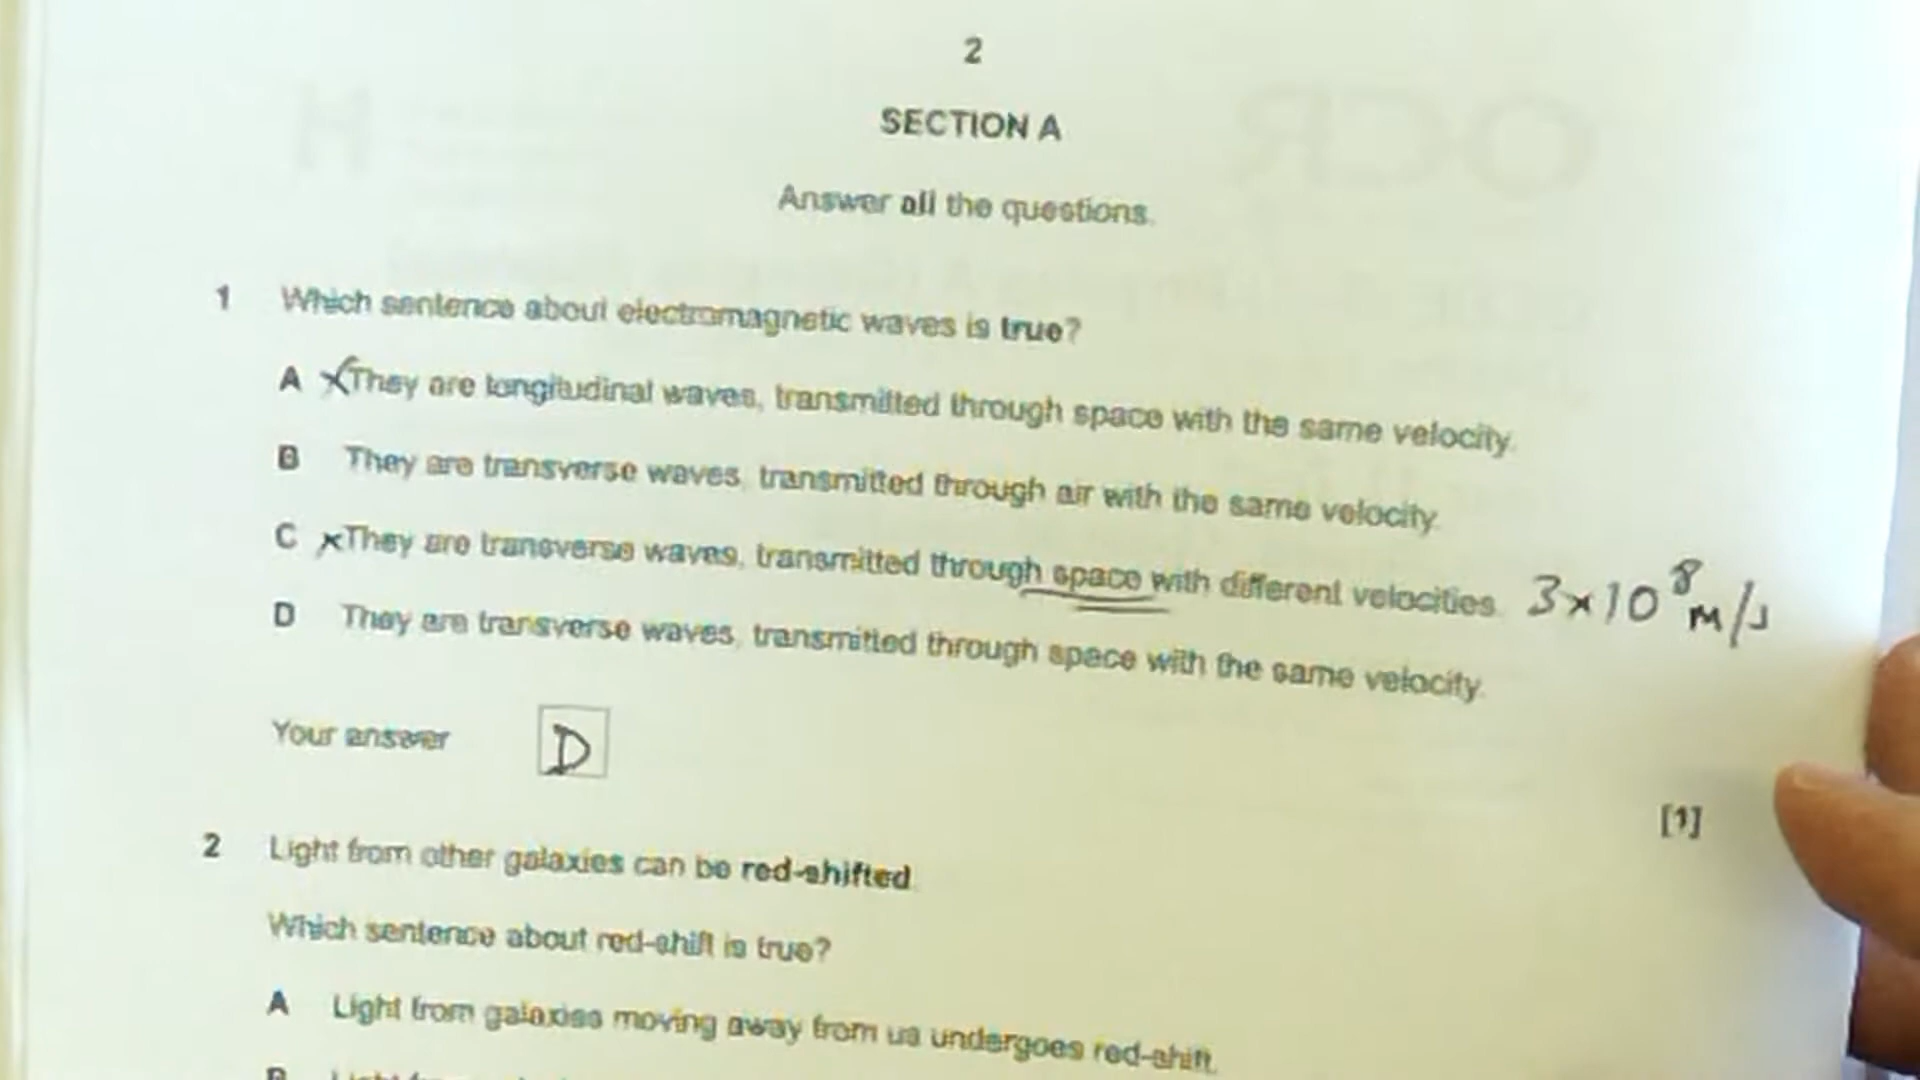 2
SECTION A
Answer all the questions.
1 Which sentence about electromagnetic waves is true?
A ×They are longitudinal waves, transmitted through space with the same velocity.
B They are transverse waves, transmitted through air with the same velocity.
C ×They are transverse waves, transmitted through space with different velocities. 3×10⁸ m/s
D They are transverse waves, transmitted through space with the same velocity.
Your answer D
[1]
2 Light from other galaxies can be red-shifted.
Which sentence about red-shift is true?
A Light from galaxies moving away from us undergoes red-shift.
B Light from